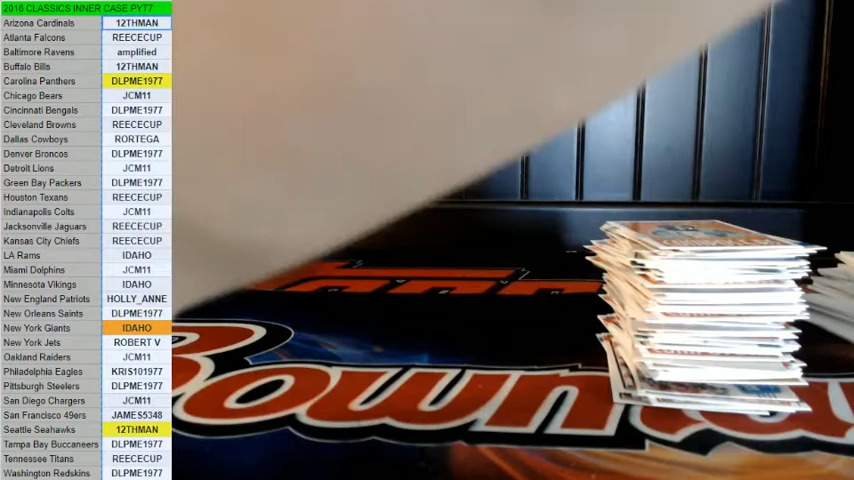 2018 CLASSICS INNER CASE PYT7
Arizona Cardinals 12THMAN
Atlanta Falcons REECECUP
Baltimore Ravens amplified
Buffalo Bills 12THMAN
Carolina Panthers DLPME1977
Chicago Bears JCM11
Cincinnati Bengals DLPME1977
Cleveland Browns REECECUP
Dallas Cowboys RORTEGA
Denver Broncos DLPME1977
Detroit Lions JCM11
Green Bay Packers DLPME1977
Houston Texans REECECUP
Indianapolis Colts JCM11
Jacksonville Jaguars REECECUP
Kansas City Chiefs REECECUP
LA Rams IDAHO
Miami Dolphins JCM11
Minnesota Vikings IDAHO
New England Patriots HOLLY_ANNE
New Orleans Saints DLPME1977
New York Giants IDAHO
New York Jets ROBERT V
Oakland Raiders JCM11
Philadelphia Eagles KRIS101977
Pittsburgh Steelers DLPME1977
San Diego Chargers JCM11
San Francisco 49ers JAMES5348
Seattle Seahawks 12THMAN
Tampa Bay Buccaneers DLPME1977
Tennessee Titans REECECUP
Washington Redskins DLPME1977